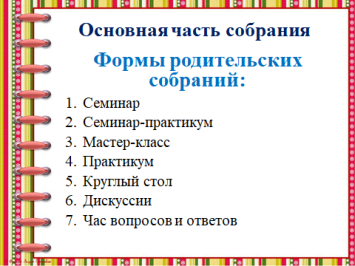 Основная часть собрания
Формы родительских
собраний:
1. Семинар
2. Семинар-практикум
3. Мастер-класс
4. Практикум
5. Круглый стол
6. Дискуссии
7. Час вопросов и ответов